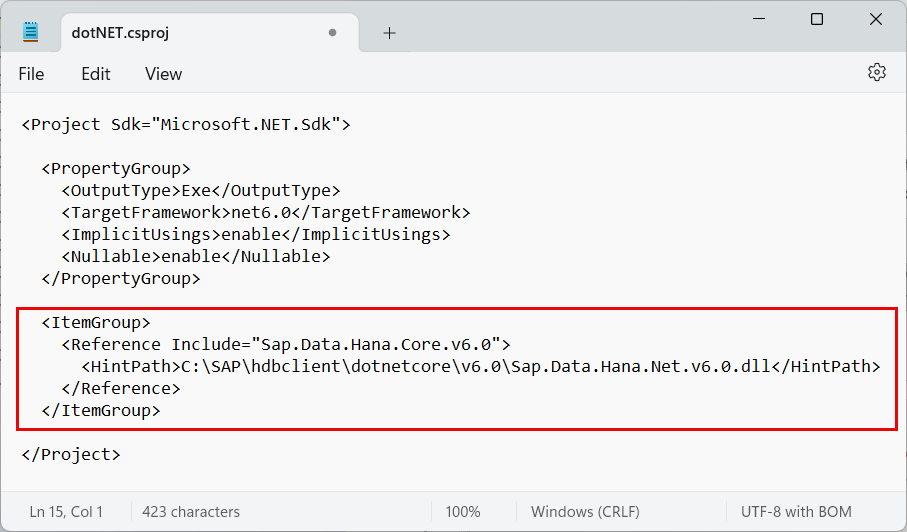 dotNET.csproj
File Edit View
<Project Sdk="Microsoft.NET.Sdk">
  <PropertyGroup>
    <OutputType>Exe</OutputType>
    <TargetFramework>net6.0</TargetFramework>
    <ImplicitUsings>enable</ImplicitUsings>
    <Nullable>enable</Nullable>
  </PropertyGroup>
  <ItemGroup>
    <Reference Include="Sap.Data.Hana.Core.v6.0">
      <HintPath>C:\SAP\hdbclient\dotnetcore\v6.0\Sap.Data.Hana.Net.v6.0.dll</HintPath>
    </Reference>
  </ItemGroup>
</Project>
Ln 15, Col 1 423 characters 100% Windows (CRLF) UTF-8 with BOM